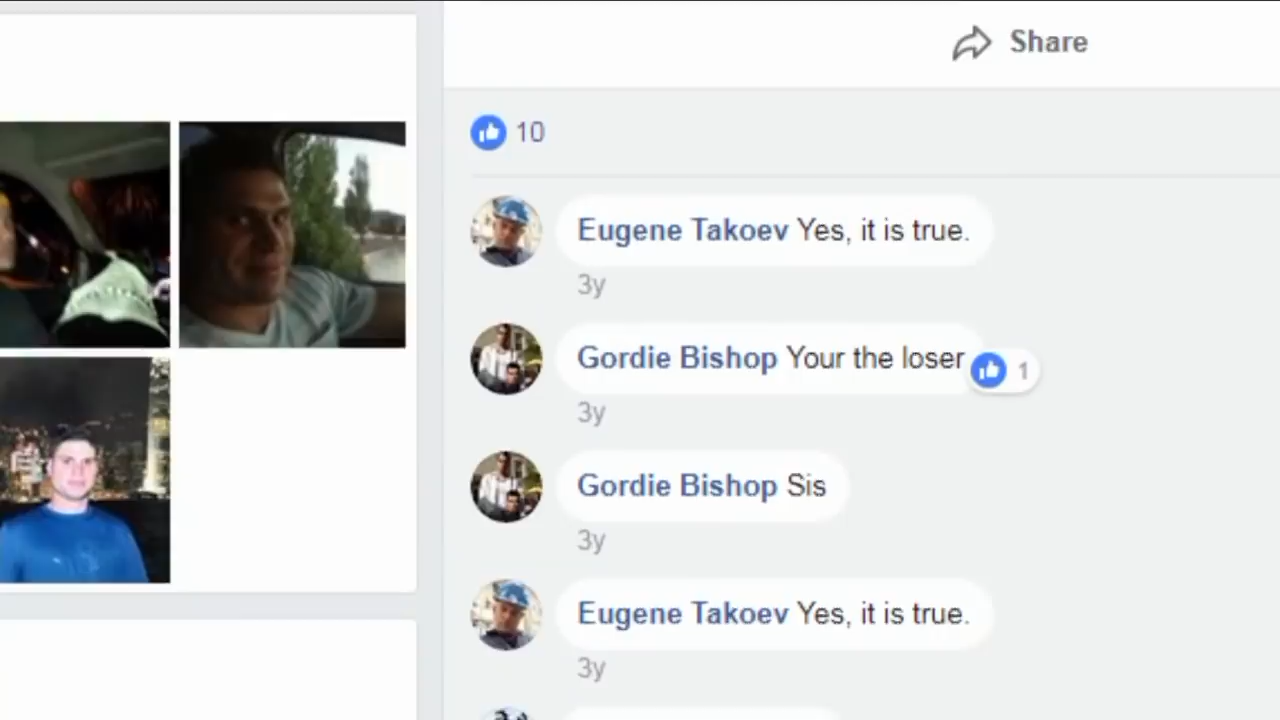 Share
10
Eugene Takoev Yes, it is true.
3y
Gordie Bishop Your the loser
1
3y
Gordie Bishop Sis
3y
Eugene Takoev Yes, it is true.
3y